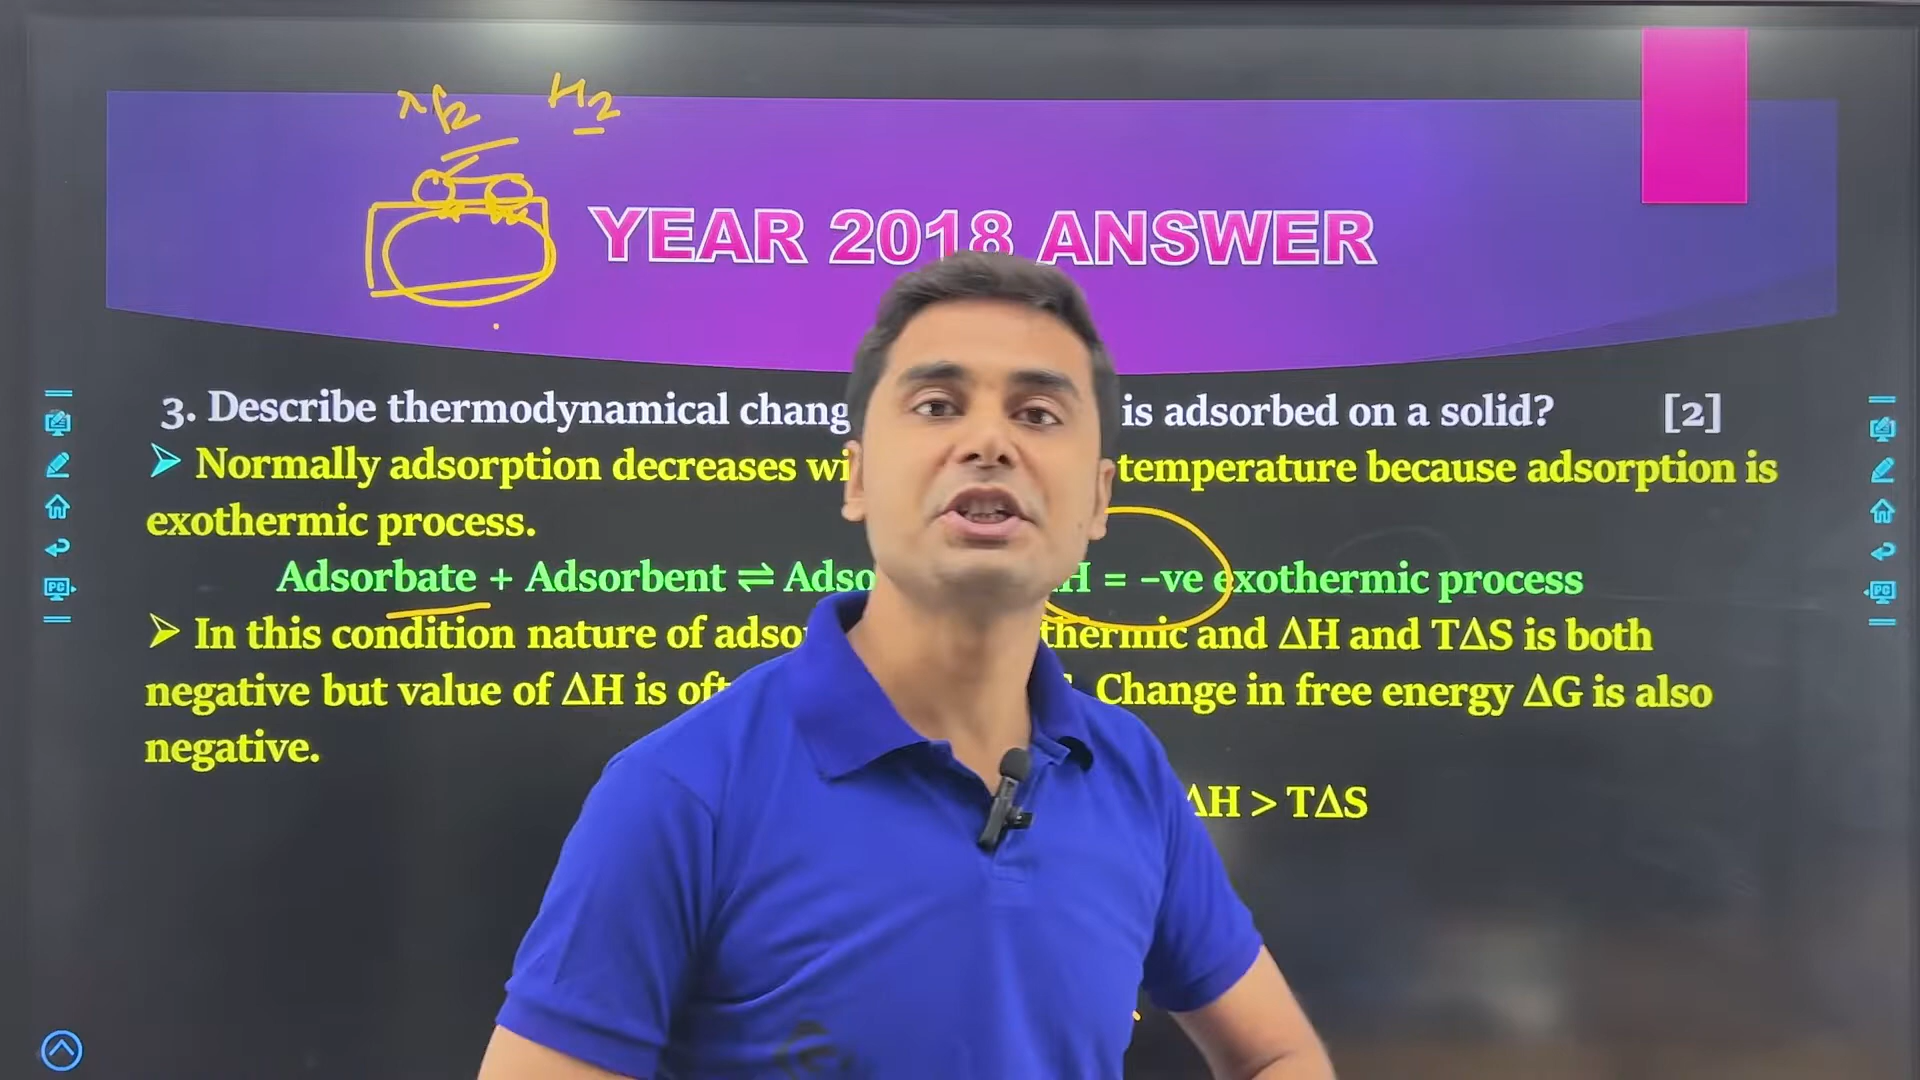 H2
YEAR 2018 ANSWER
3. Describe thermodynamical chang is adsorbed on a solid? [2]
➤ Normally adsorption decreases wi temperature because adsorption is
exothermic process.
Adsorbate + Adsorbent ⇌ Adso H = –ve exothermic process
➤ In this condition nature of adso thermic and ΔH and TΔS is both
negative but value of ΔH is oft Change in free energy ΔG is also
negative.
ΔH > TΔS
PC
PC